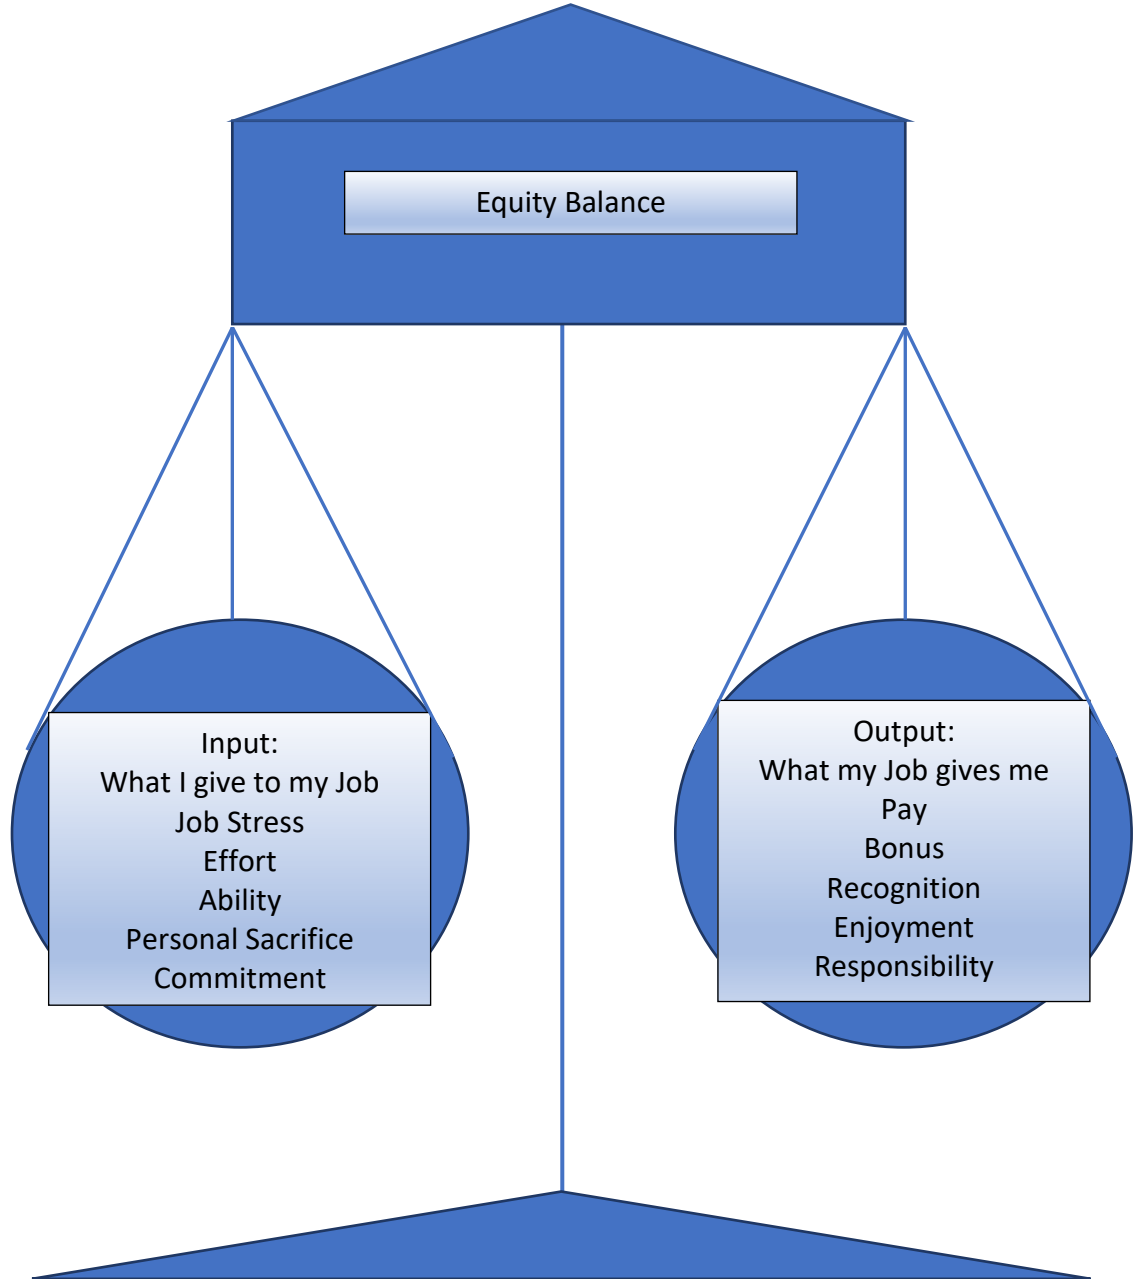 Equity Balance
Input:
What I give to my Job
Job Stress
Effort
Ability
Personal Sacrifice
Commitment
Output:
What my Job gives me
Pay
Bonus
Recognition
Enjoyment
Responsibility